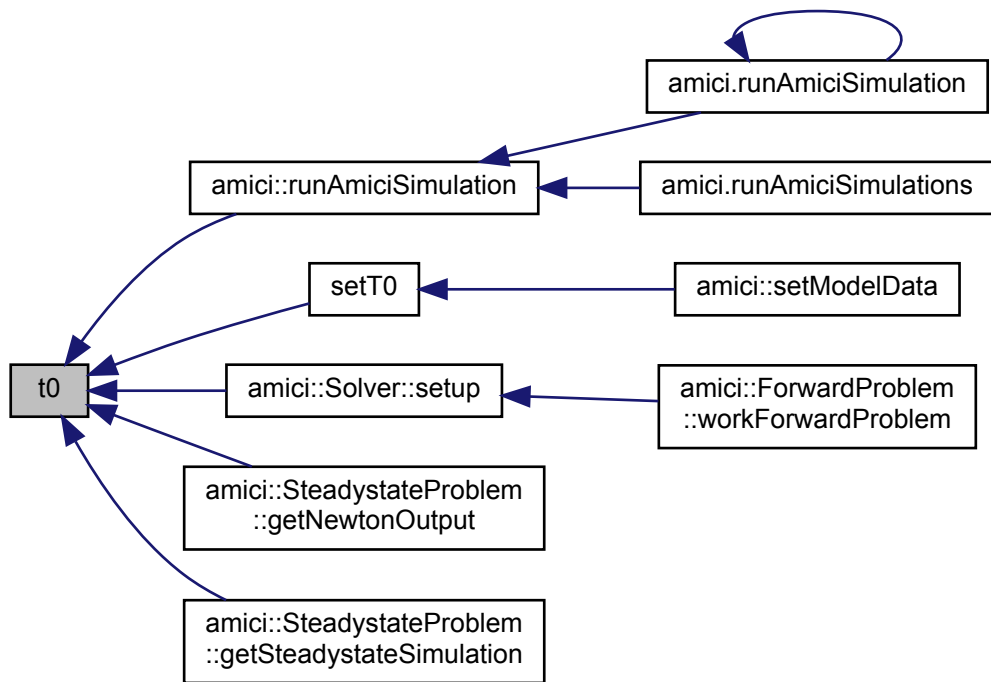 amici.runAmiciSimulation
amici::runAmiciSimulation
amici.runAmiciSimulations
setT0
amici::setModelData
t0
amici::Solver::setup
amici::ForwardProblem
::workForwardProblem
amici::SteadystateProblem
::getNewtonOutput
amici::SteadystateProblem
::getSteadystateSimulation